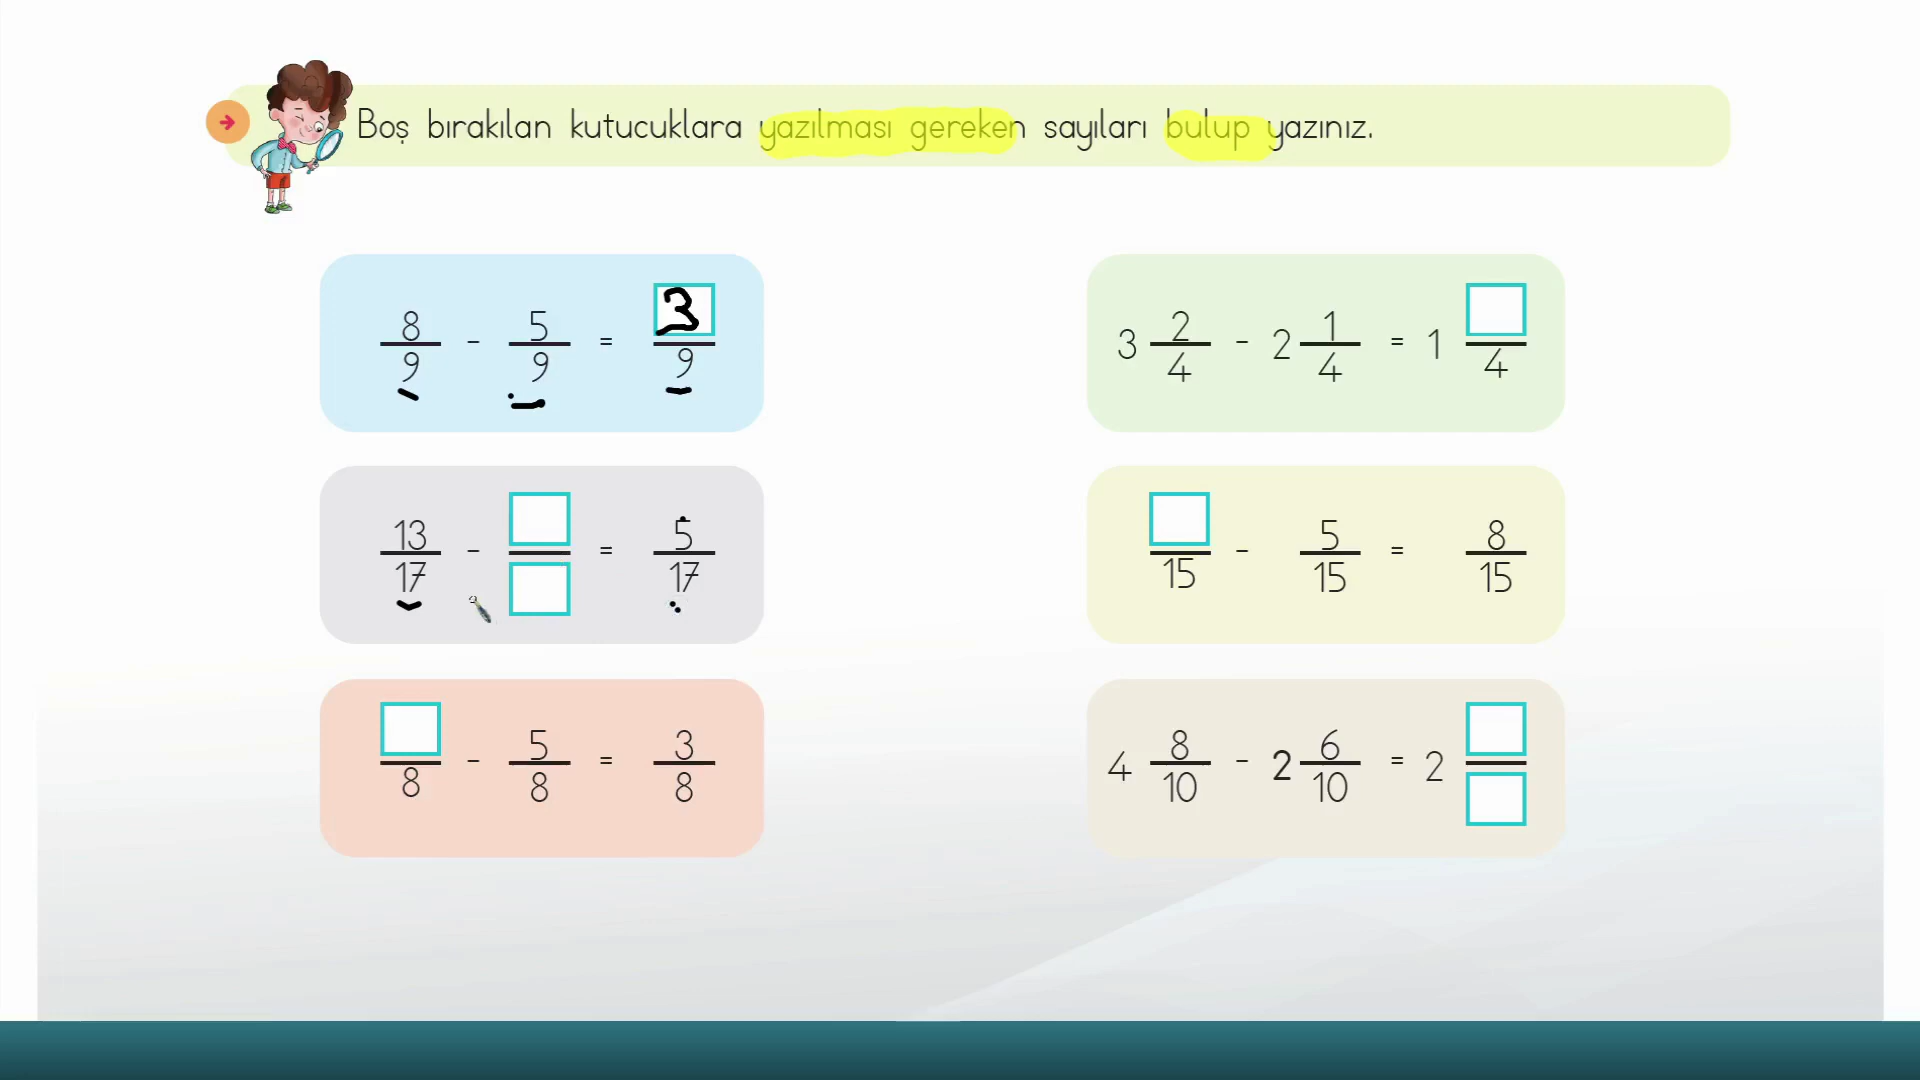 Boş bırakılan kutucuklara yazılması gereken sayıları bulup yazınız.
8/9 - 5/9 = 3/9
3 2/4 - 2 1/4 = 1 □/4
13/17 - □/□ = 5/17
□/15 - 5/15 = 8/15
□/8 - 5/8 = 3/8
4 8/10 - 2 6/10 = 2 □/□